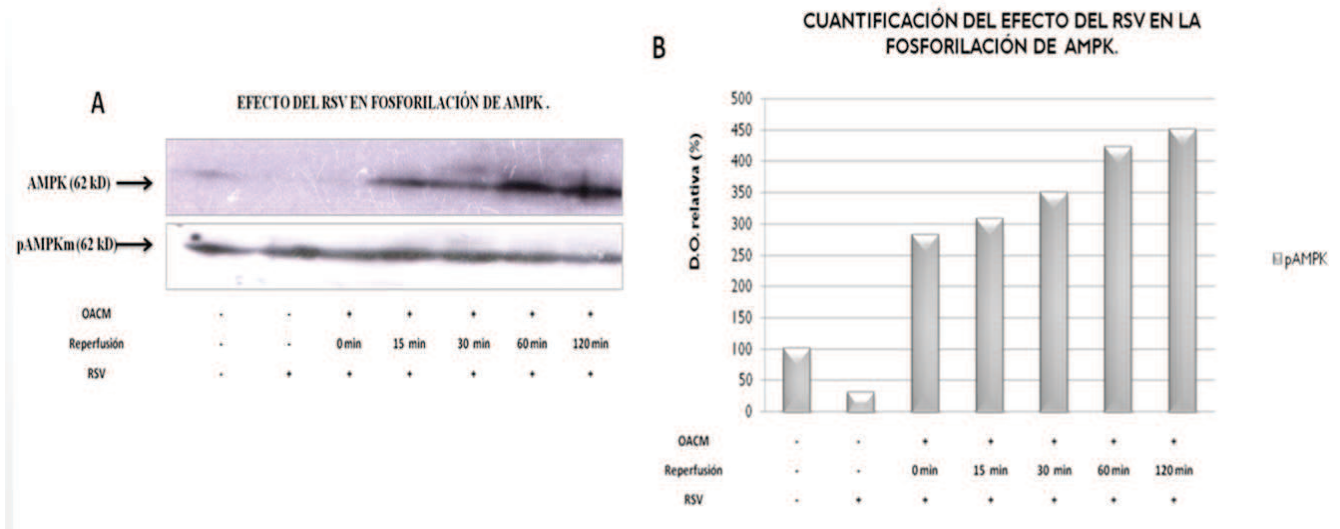 A
EFECTO DEL RSV EN FOSFORILACIÓN DE AMPK .
AMPK (62 kD)
pAMPKm (62 kD)
OACM - - + + + + +
Reperfusión - - 0 min 15 min 30 min 60 min 120 min
RSV - + + + + + +
B
CUANTIFICACIÓN DEL EFECTO DEL RSV EN LA
FOSFORILACIÓN DE AMPK.
D.O. relativa (%)
500
450
400
350
300
250
200
150
100
50
0
pAMPK
OACM - - + + + + +
Reperfusión - - 0 min 15 min 30 min 60 min 120 min
RSV - + + + + + +